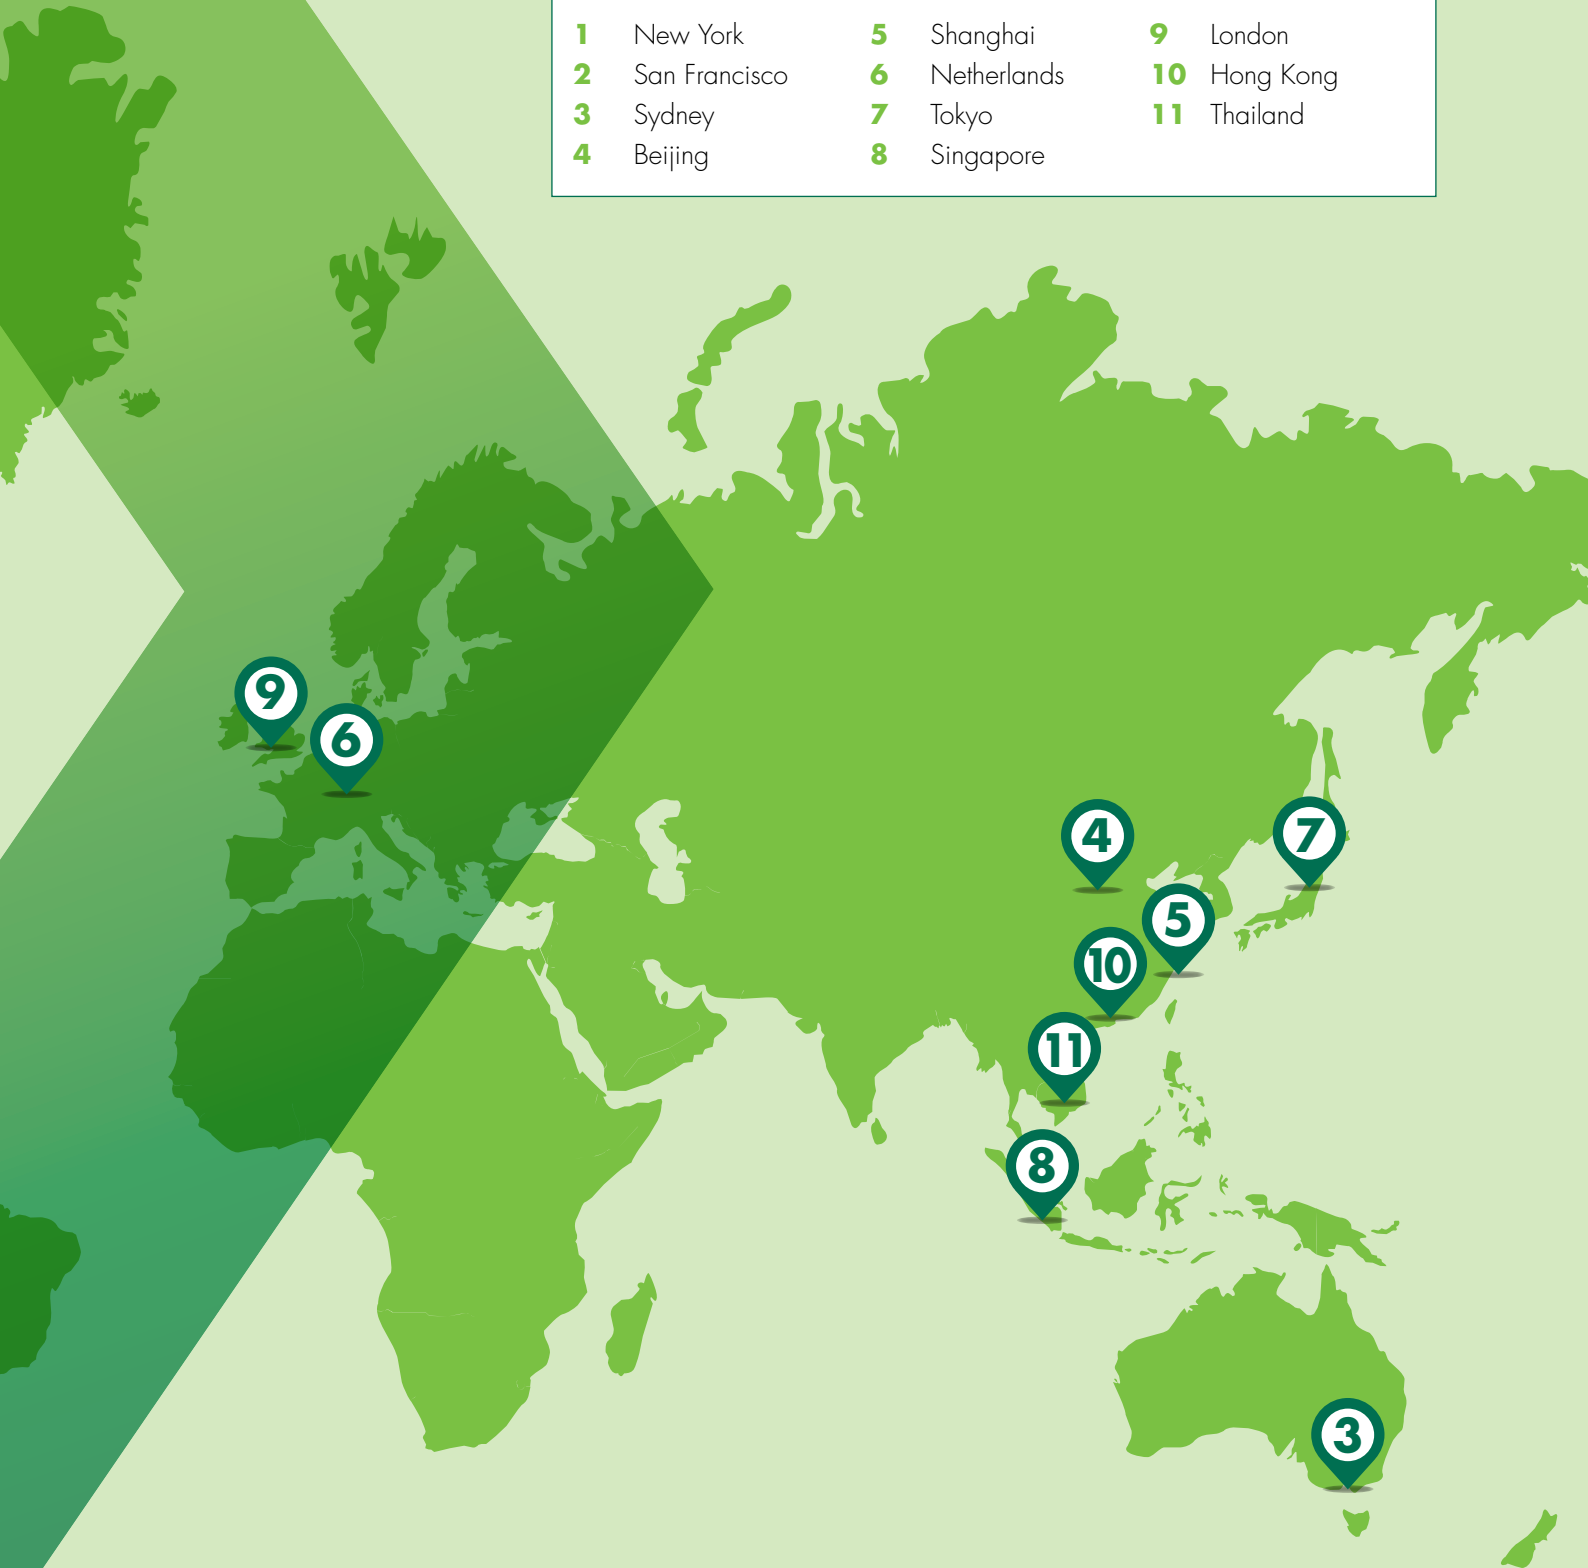 1 New York
2 San Francisco
3 Sydney
4 Beijing
5 Shanghai
6 Netherlands
7 Tokyo
8 Singapore
9 London
10 Hong Kong
11 Thailand
9
6
4
7
5
10
11
8
3